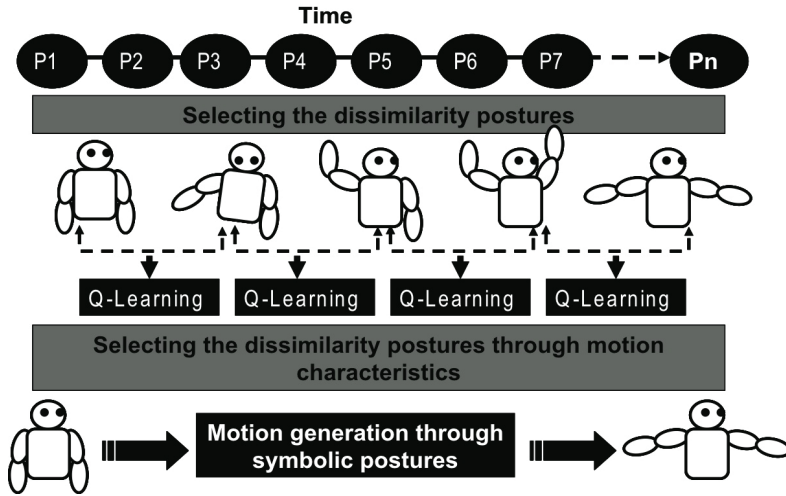 Time
P1 P2 P3 P4 P5 P6 P7 Pn
Selecting the dissimilarity postures
Q-Learning Q-Learning Q-Learning Q-Learning
Selecting the dissimilarity postures through motion
characteristics
Motion generation through
symbolic postures